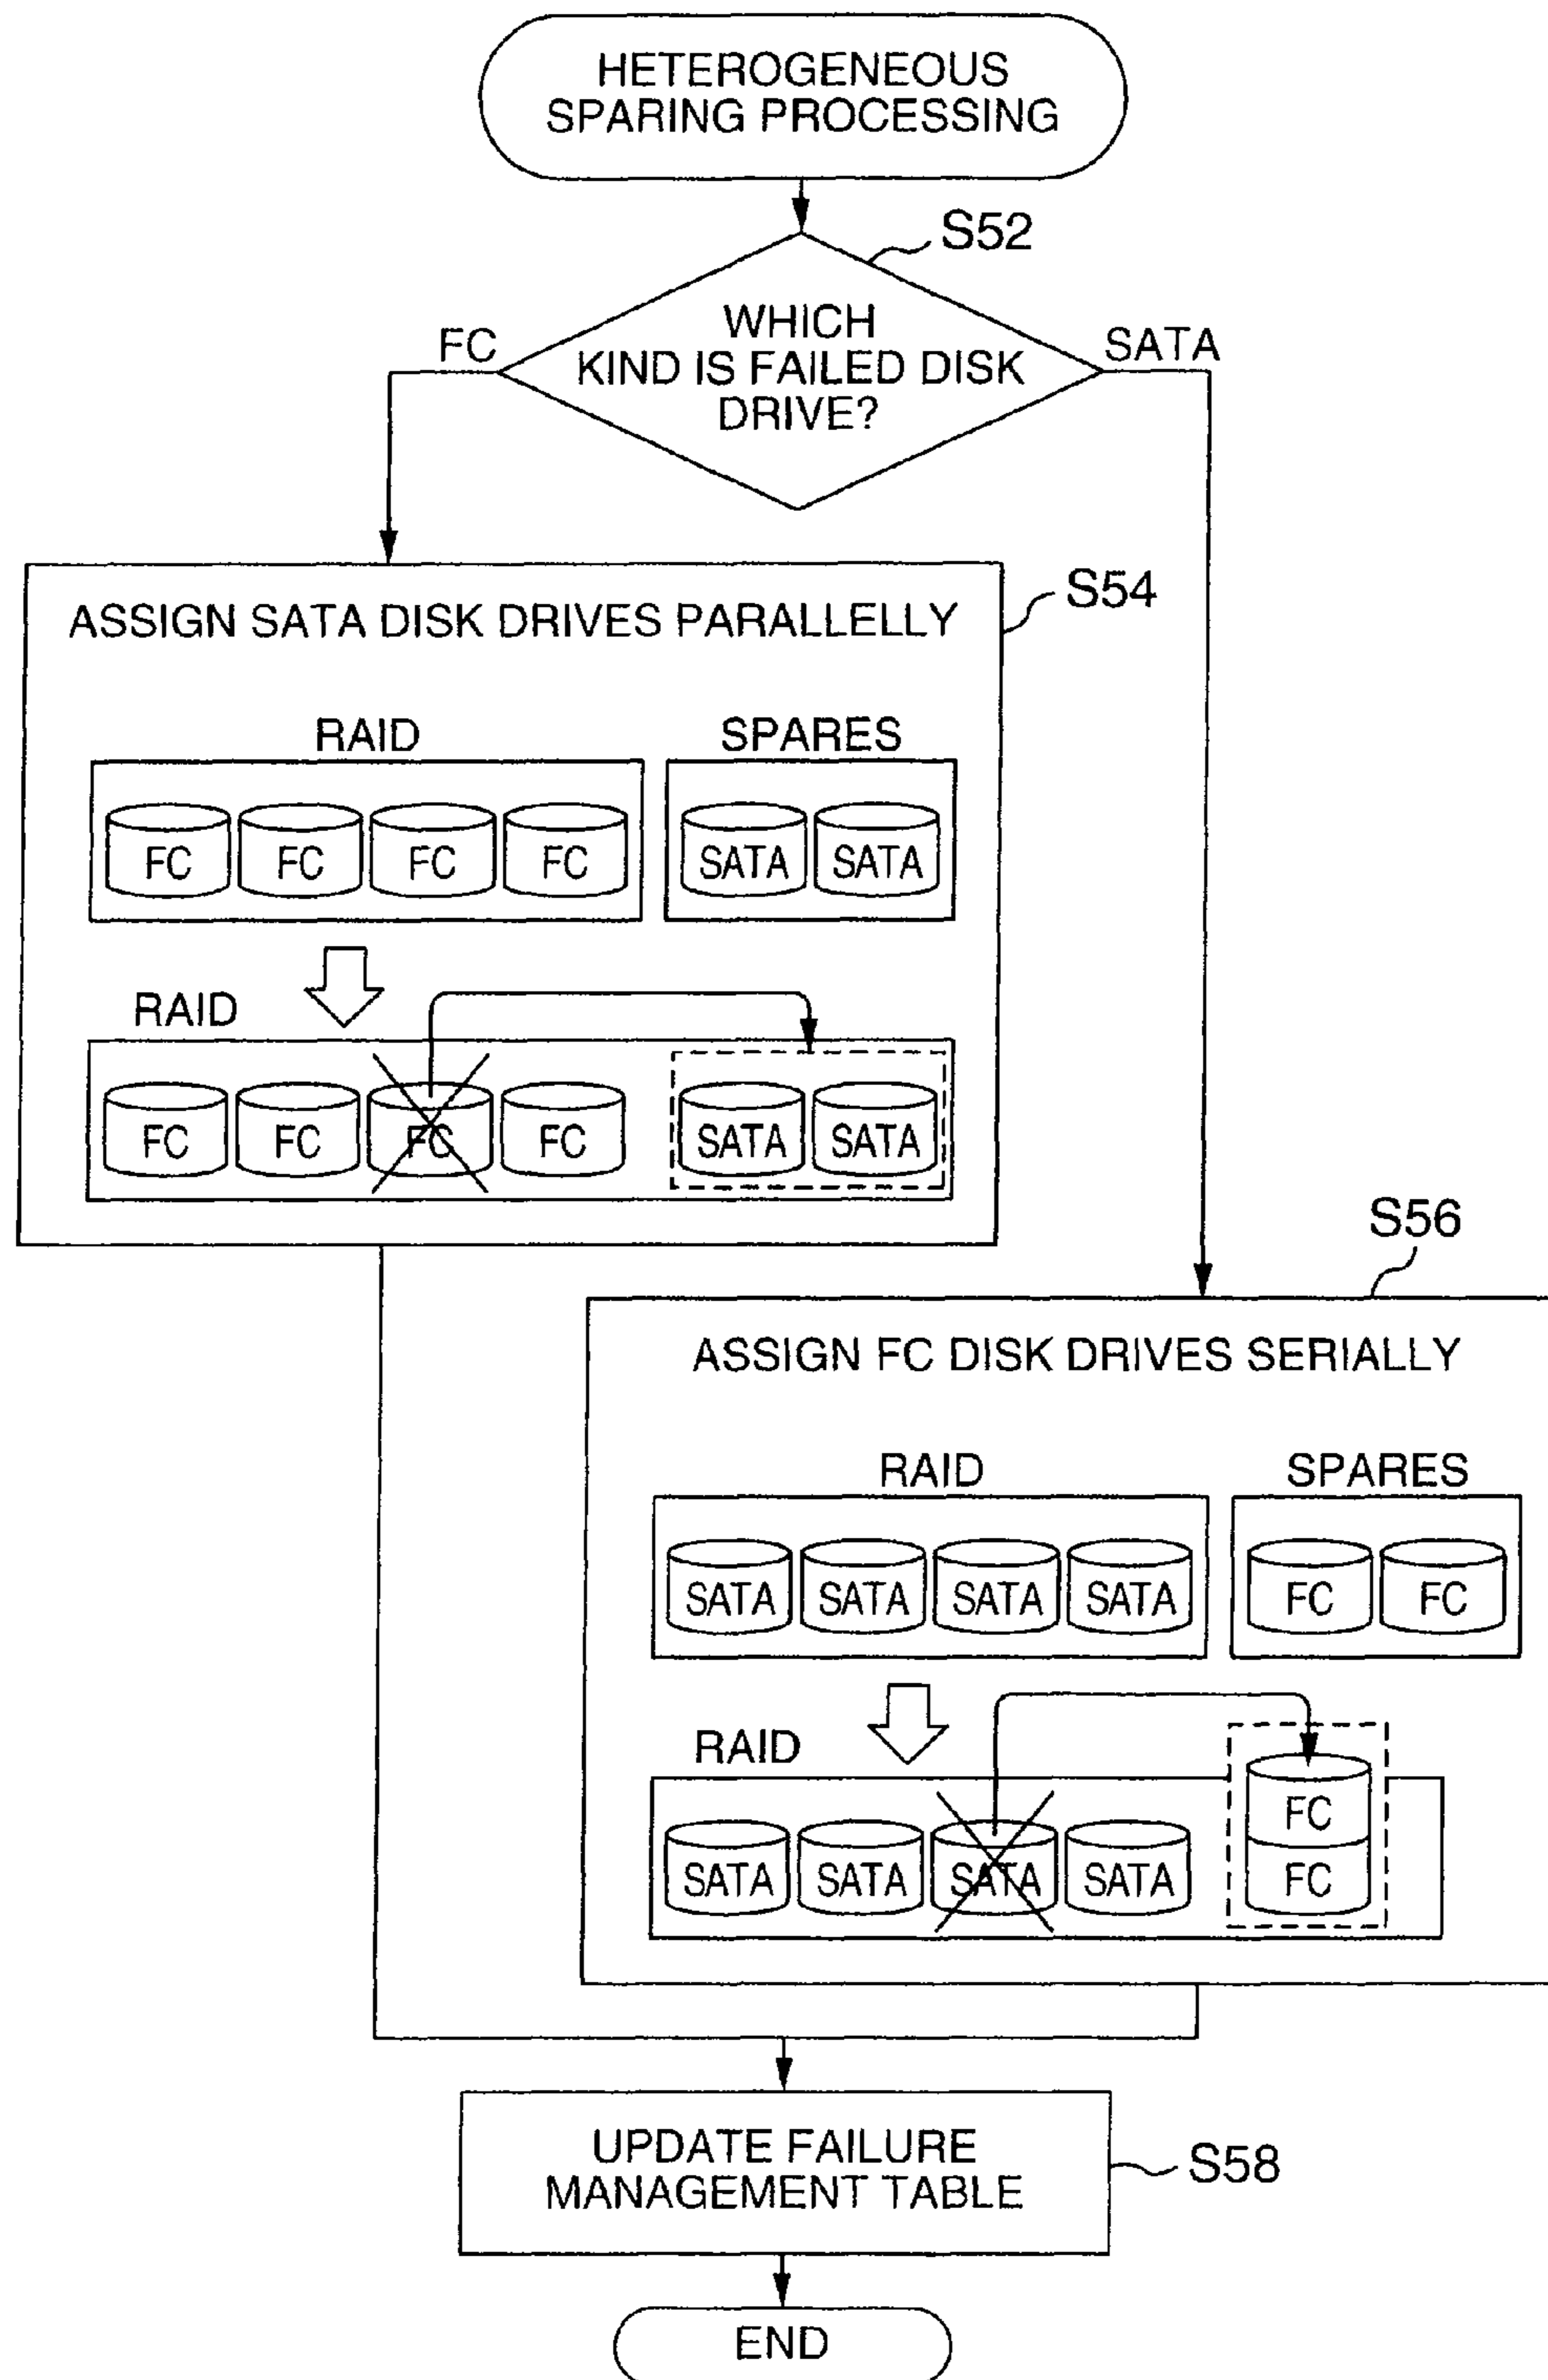 HETEROGENEOUS
SPARING PROCESSING
S52
WHICH
KIND IS FAILED DISK
DRIVE?
FC
SATA
S54
ASSIGN SATA DISK DRIVES PARALLELLY
RAID
SPARES
FC FC FC FC SATA SATA
RAID
FC FC FC FC SATA SATA
S56
ASSIGN FC DISK DRIVES SERIALLY
RAID
SPARES
SATA SATA SATA SATA FC FC
RAID
FC
SATA SATA SATA SATA FC
UPDATE FAILURE
MANAGEMENT TABLE
S58
END